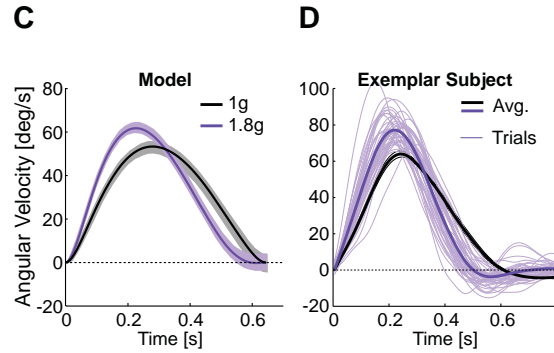 C
Model
1g
1.8g
Angular Velocity [deg/s]
80
60
40
20
0
-20
0
0.2
0.4
0.6
Time [s]
D
Exemplar Subject
Avg.
Trials
100
80
60
40
20
0
-20
0
0.2
0.4
0.6
Time [s]